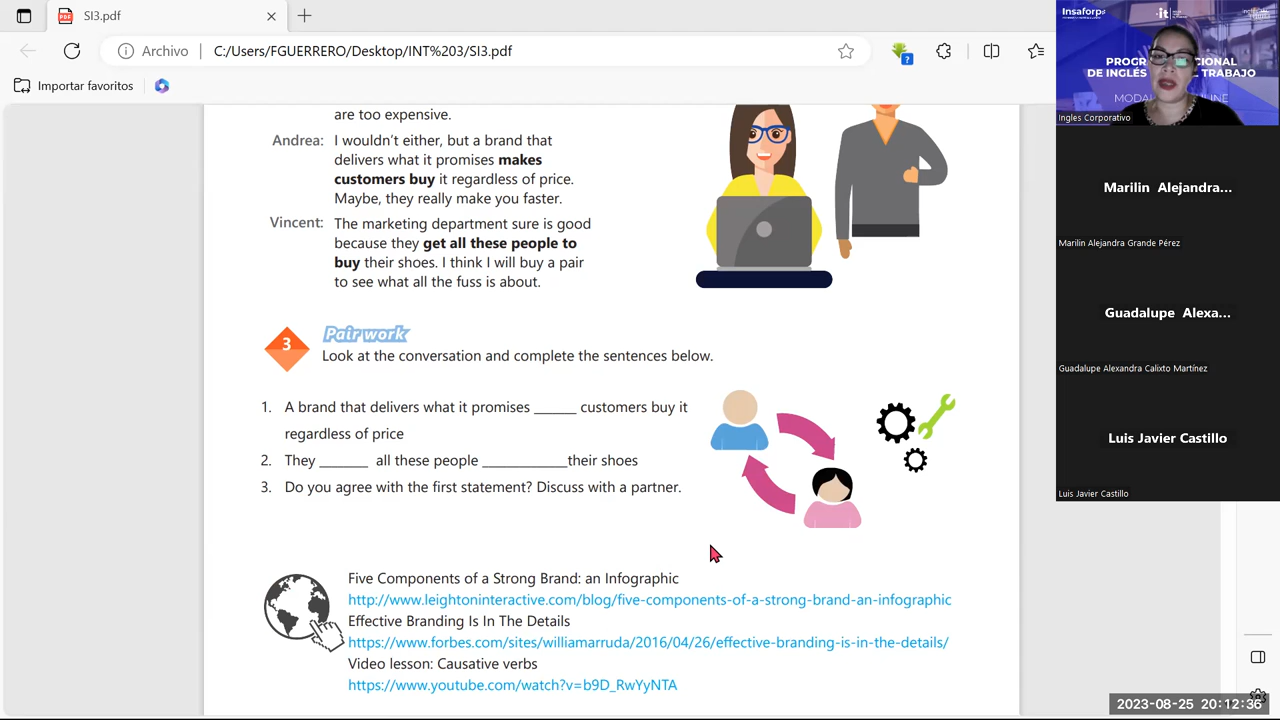 SI3.pdf
Archivo
C:/Users/FGUERRERO/Desktop/INT%203/SI3.pdf
Importar favoritos
are too expensive.
Andrea: I wouldn't either, but a brand that
delivers what it promises makes
customers buy it regardless of price.
Maybe, they really make you faster.
Vincent: The marketing department sure is good
because they get all these people to
buy their shoes. I think I will buy a pair
to see what all the fuss is about.
3
Pair work
Look at the conversation and complete the sentences below.
1. A brand that delivers what it promises ______ customers buy it
regardless of price
2. They _______ all these people ____________their shoes
3. Do you agree with the first statement? Discuss with a partner.
Five Components of a Strong Brand: an Infographic
http://www.leightoninteractive.com/blog/five-components-of-a-strong-brand-an-infographic
Effective Branding Is In The Details
https://www.forbes.com/sites/williamarruda/2016/04/26/effective-branding-is-in-the-details/
Video lesson: Causative verbs
https://www.youtube.com/watch?v=b9D_RwYyNTA
Insaforp
it
Ingles Corporativo
Marilin Alejandra...
Marilin Alejandra Grande Pérez
Guadalupe Alexa...
Guadalupe Alexandra Calixto Martínez
Luis Javier Castillo
Luis Javier Castillo
2023-08-25 20:12:36